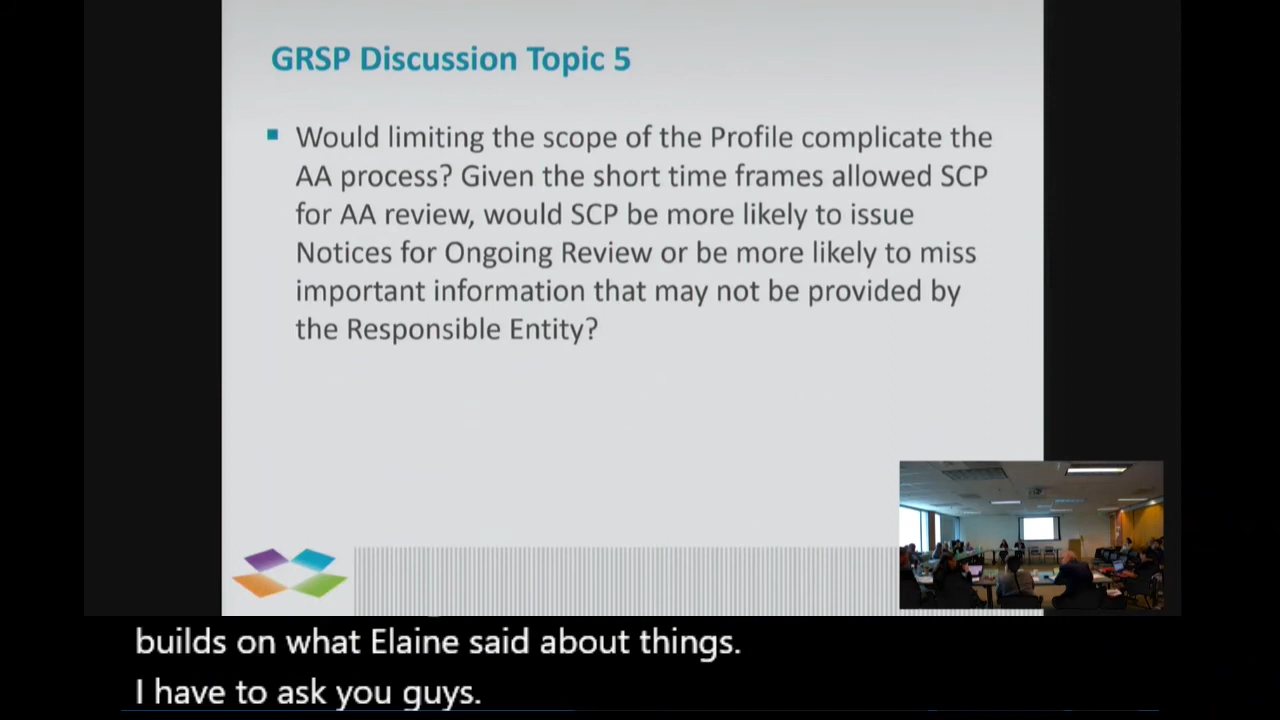 GRSP Discussion Topic 5
Would limiting the scope of the Profile complicate the
AA process? Given the short time frames allowed SCP
for AA review, would SCP be more likely to issue
Notices for Ongoing Review or be more likely to miss
important information that may not be provided by
the Responsible Entity?
builds on what Elaine said about things.
I have to ask you guys.